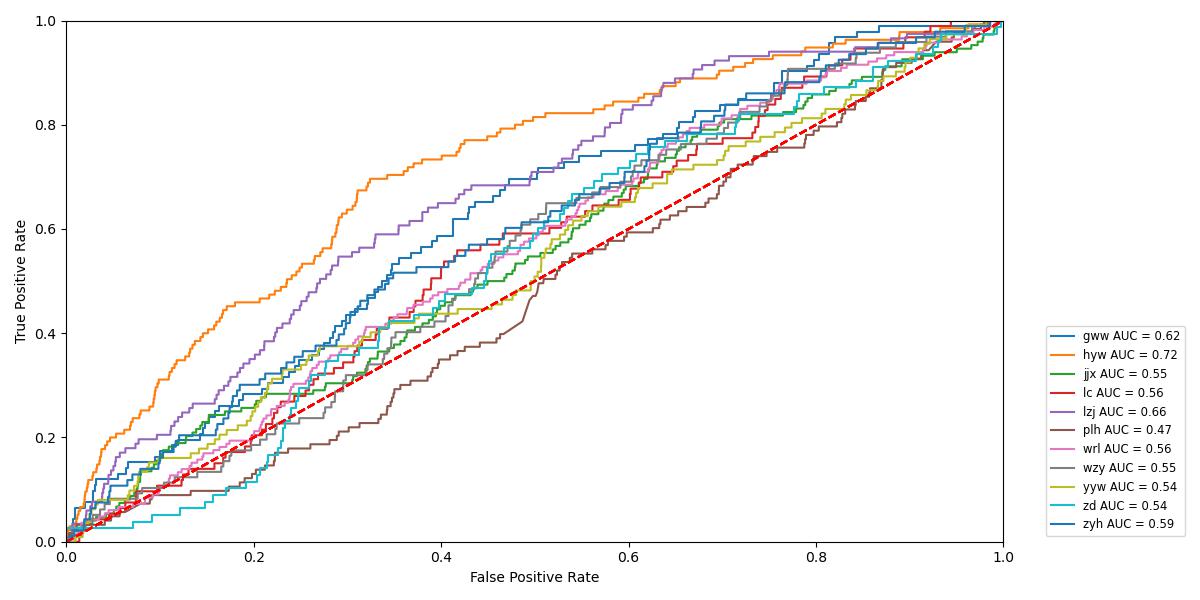 1.0
0.8
0.6
0.4
0.2
0.0
True Positive Rate
0.0 0.2 0.4 0.6 0.8 1.0
False Positive Rate
gww AUC = 0.62
hyw AUC = 0.72
jjx AUC = 0.55
lc AUC = 0.56
lzj AUC = 0.66
plh AUC = 0.47
wrl AUC = 0.56
wzy AUC = 0.55
yyw AUC = 0.54
zd AUC = 0.54
zyh AUC = 0.59